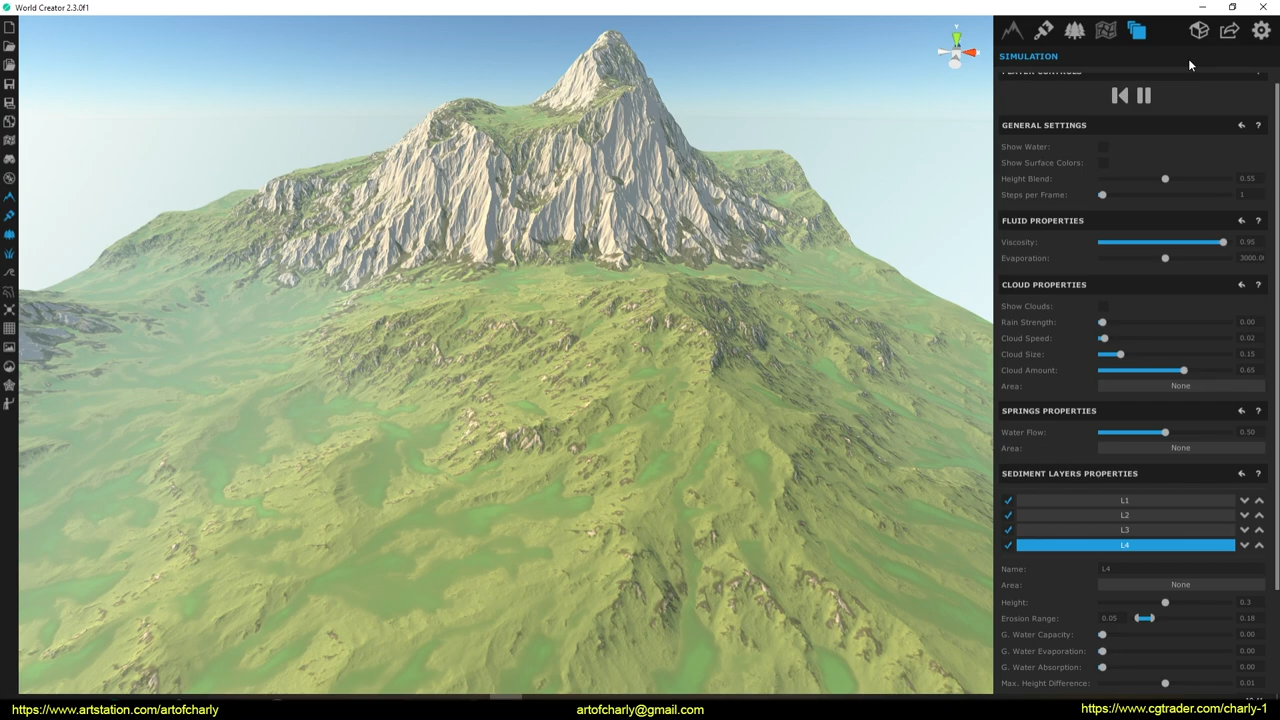 World Creator 2.3.0f1
Y
SIMULATION
GENERAL SETTINGS ?
Show Water:
Show Surface Colors:
Height Blend: 0.55
Steps per Frame: 1
FLUID PROPERTIES ?
Viscosity: 0.95
Evaporation: 3000.0
CLOUD PROPERTIES ?
Show Clouds:
Rain Strength: 0.00
Cloud Speed: 0.02
Cloud Size: 0.15
Cloud Amount: 0.65
Area: None
SPRINGS PROPERTIES ?
Water Flow: 0.50
Area: None
SEDIMENT LAYERS PROPERTIES ?
L1
L2
L3
L4
Name: L4
Area: None
Height: 0.3
Erosion Range: 0.05 0.18
G. Water Capacity: 0.00
G. Water Evaporation: 0.00
G. Water Absorption: 0.00
Max. Height Difference: 0.01
https://www.artstation.com/artofcharly artofcharly@gmail.com https://www.cgtrader.com/charly-1